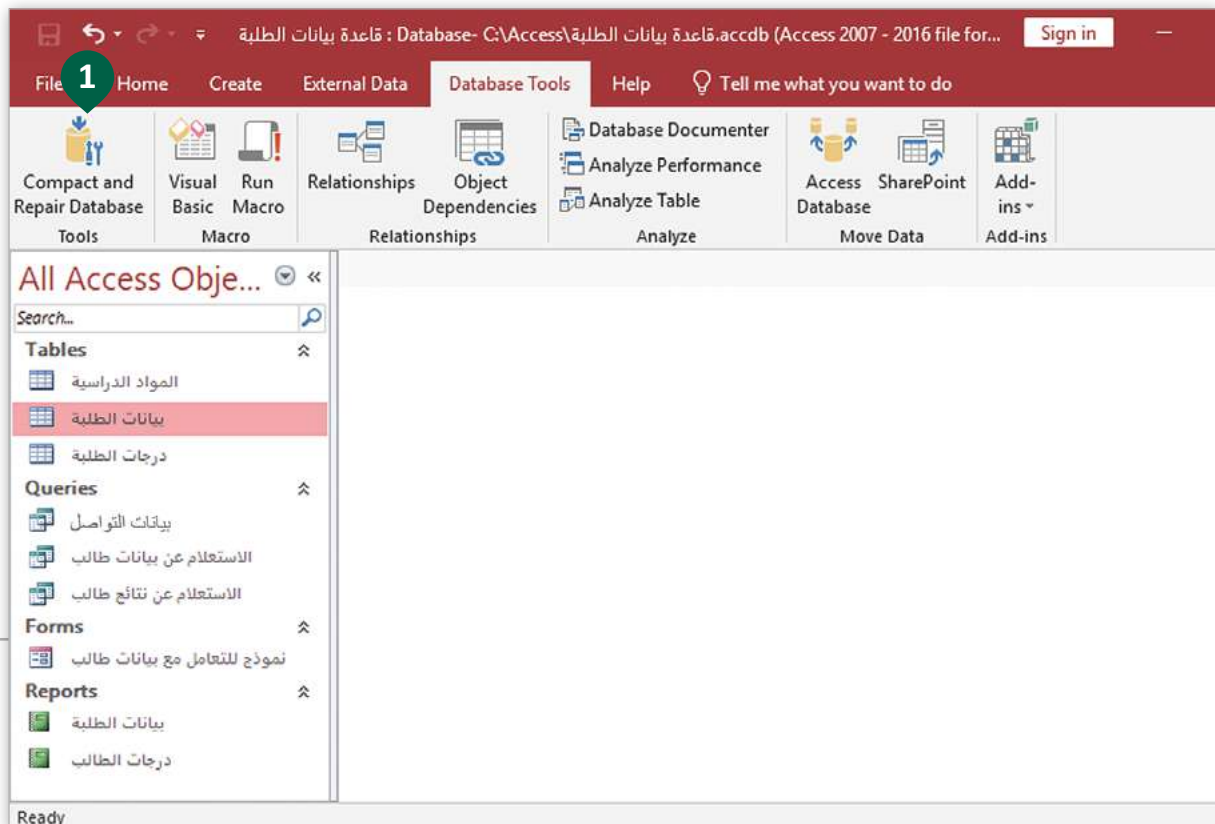 قاعدة بيانات الطلبة : Database- C:\Access\قاعدة بيانات الطلبة.accdb (Access 2007 - 2016 file for... Sign in
File 1 Home Create External Data Database Tools Help Tell me what you want to do
Compact and Repair Database
Visual Basic
Run Macro
Relationships
Object Dependencies
Database Documenter
Analyze Performance
Analyze Table
Access Database
SharePoint
Add-ins
Tools Macro Relationships Analyze Move Data Add-ins
All Access Obje... «
Search...
Tables
المواد الدراسية
بيانات الطلبة
درجات الطلبة
Queries
بيانات التواصل
الاستعلام عن بيانات طالب
الاستعلام عن نتائج طالب
Forms
نموذج للتعامل مع بيانات طالب
Reports
بيانات الطلبة
درجات الطالب
Ready